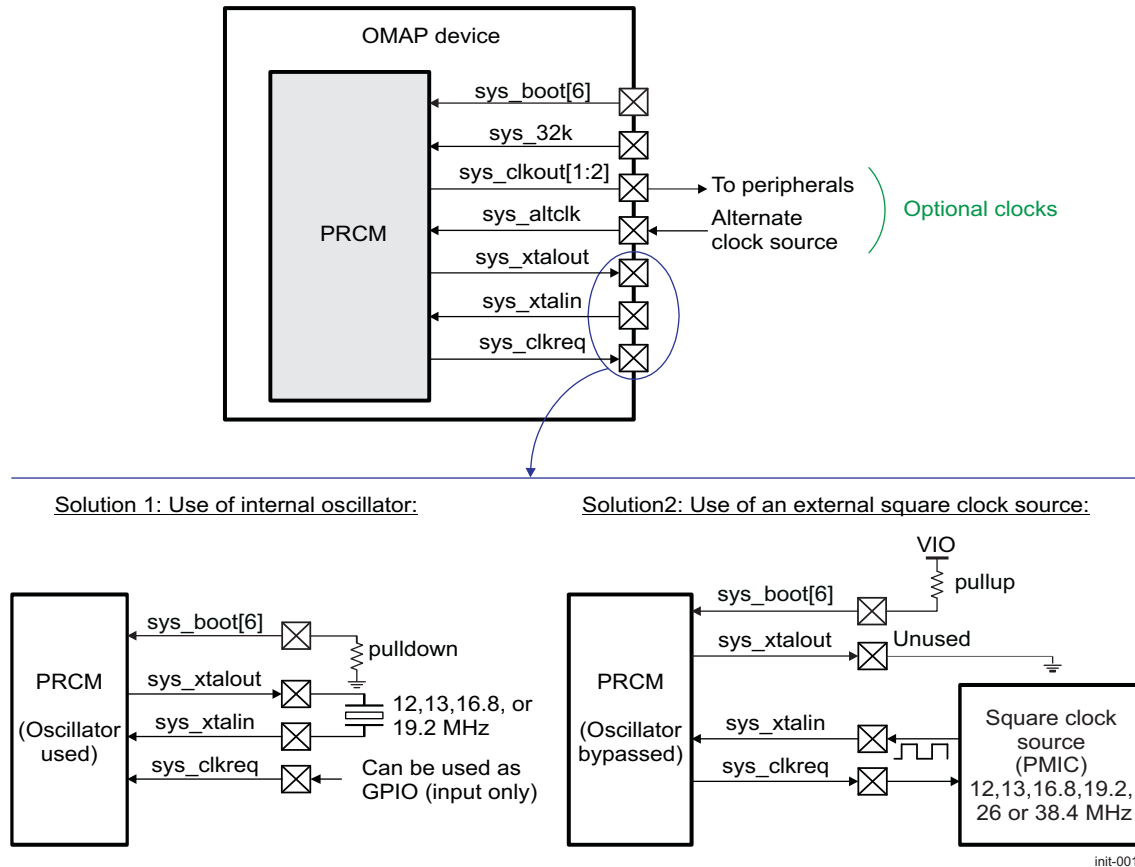 OMAP device
sys_boot[6]
sys_32k
sys_clkout[1:2]
To peripherals
sys_altclk
Alternate
clock source
Optional clocks
PRCM
sys_xtalout
sys_xtalin
sys_clkreq
Solution 1: Use of internal oscillator:
sys_boot[6]
pulldown
PRCM
(Oscillator
used)
sys_xtalout
12,13,16.8, or
19.2 MHz
sys_xtalin
sys_clkreq
Can be used as
GPIO (input only)
Solution2: Use of an external square clock source:
VIO
pullup
sys_boot[6]
Unused
sys_xtalout
PRCM
(Oscillator
bypassed)
sys_xtalin
sys_clkreq
Square clock
source
(PMIC)
12,13,16.8,19.2,
26 or 38.4 MHz
init-001